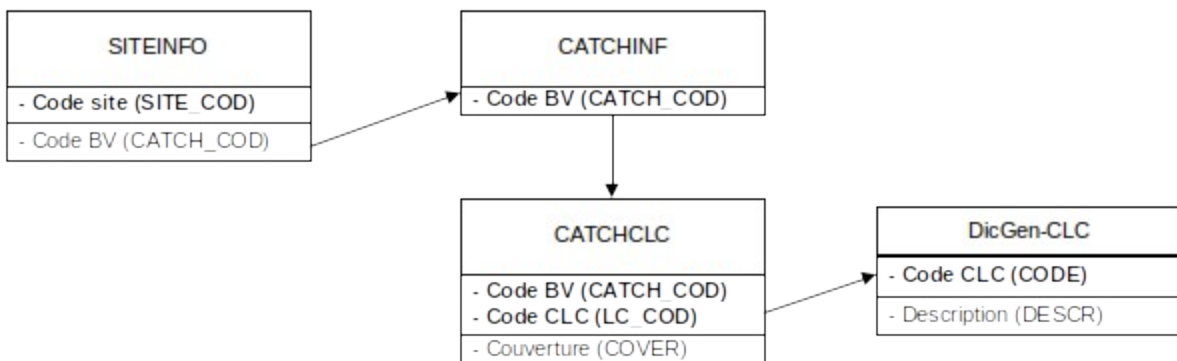 SITEINFO
- Code site (SITE_COD)
- Code BV (CATCH_COD)
CATCHINF
- Code BV (CATCH_COD)
CATCHCLC
- Code BV (CATCH_COD)
- Code CLC (LC_COD)
- Couverture (COVER)
DicGen-CLC
- Code CLC (CODE)
- Description (DESCR)